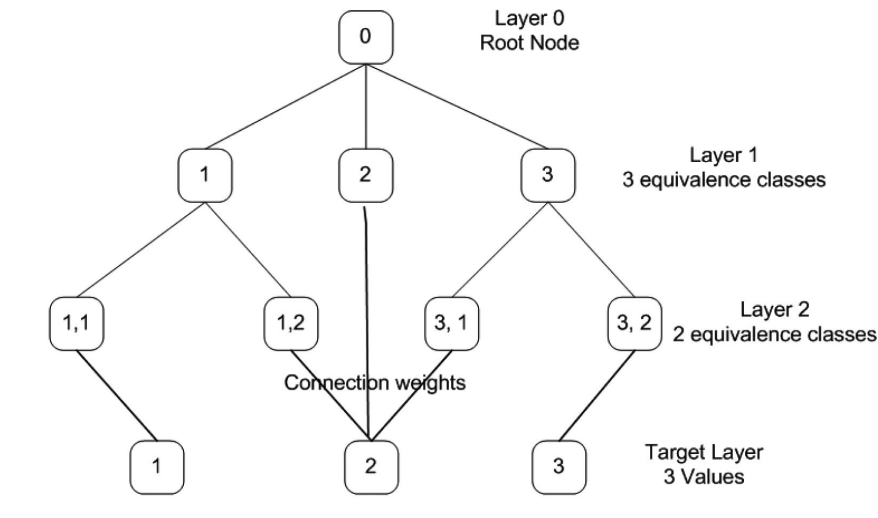 0
Layer 0
Root Node
1
2
3
Layer 1
3 equivalence classes
1,1
1,2
3, 1
3, 2
Layer 2
2 equivalence classes
Connection weights
1
2
3
Target Layer
3 Values